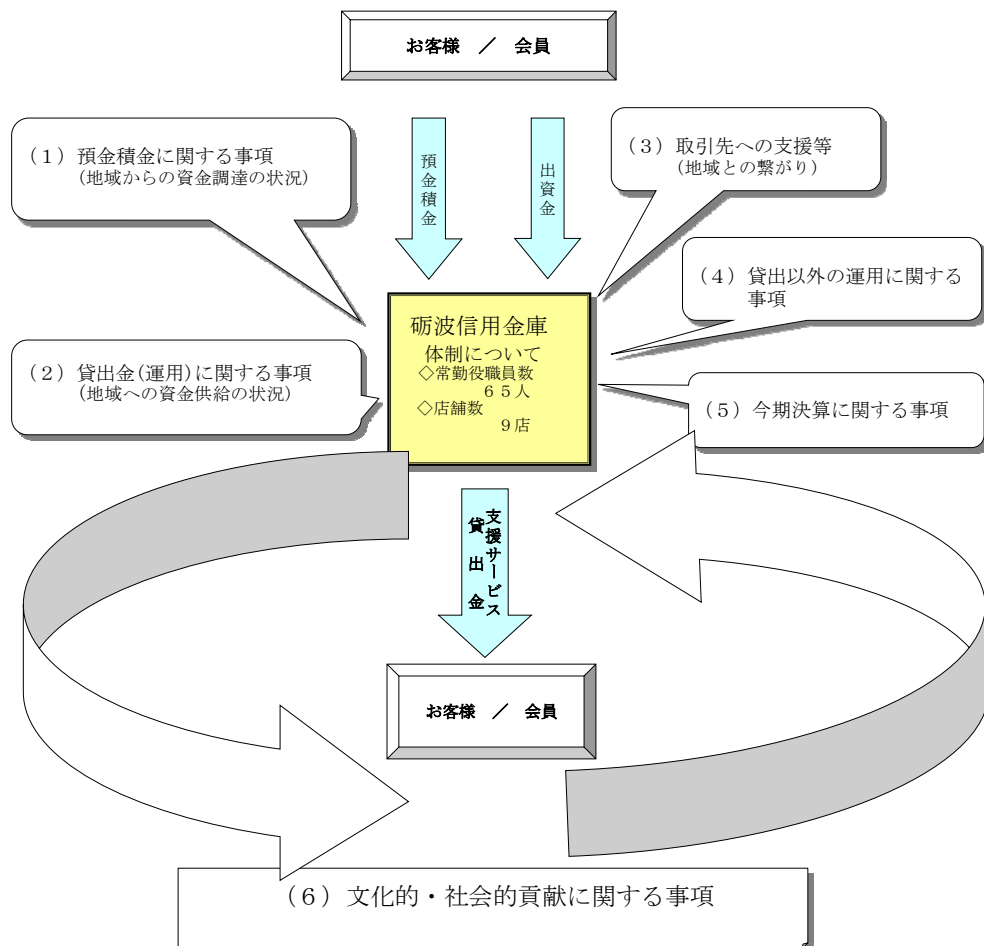 お客様　／　会員
（１）預金積金に関する事項
(地域からの資金調達の状況)
預金積金
出資金
（３）取引先への支援等
（地域との繋がり）
（４）貸出以外の運用に関する
事項
砺波信用金庫
体制について
◇常勤役職員数
６５人
◇店舗数
９店
（２）貸出金(運用)に関する事項
(地域への資金供給の状況)
（５）今期決算に関する事項
支援サービス
貸出金
お客様　／　会員
（６）文化的・社会的貢献に関する事項